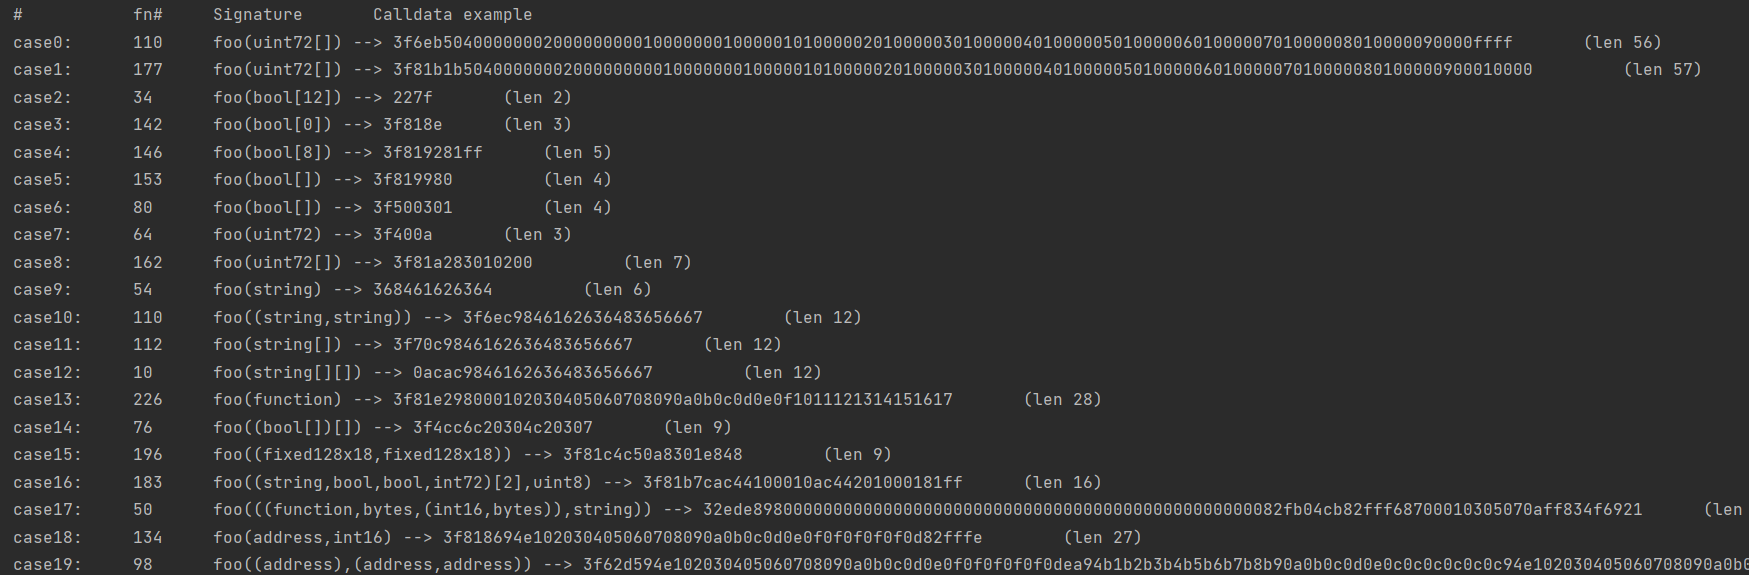 # fn# Signature Calldata example
case0: 110 foo(uint72[]) --> 3f6eb5040000000200000000010000000100000101000002010000030100000401000005010000060100000701000008010000090000ffff (len 56)
case1: 177 foo(uint72[]) --> 3f81b1b50400000002000000000100000001000001010000020100000301000004010000050100000601000007010000080100000900010000 (len 57)
case2: 34 foo(bool[12]) --> 227f (len 2)
case3: 142 foo(bool[0]) --> 3f818e (len 3)
case4: 146 foo(bool[8]) --> 3f819281ff (len 5)
case5: 153 foo(bool[]) --> 3f819980 (len 4)
case6: 80 foo(bool[]) --> 3f500301 (len 4)
case7: 64 foo(uint72) --> 3f400a (len 3)
case8: 162 foo(uint72[]) --> 3f81a283010200 (len 7)
case9: 54 foo(string) --> 368461626364 (len 6)
case10: 110 foo((string,string)) --> 3f6ec9846162636483656667 (len 12)
case11: 112 foo(string[]) --> 3f70c9846162636483656667 (len 12)
case12: 10 foo(string[][]) --> 0acac9846162636483656667 (len 12)
case13: 226 foo(function) --> 3f81e298000102030405060708090a0b0c0d0e0f1011121314151617 (len 28)
case14: 76 foo((bool[])[]) --> 3f4cc6c20304c20307 (len 9)
case15: 196 foo((fixed128x18,fixed128x18)) --> 3f81c4c50a8301e848 (len 9)
case16: 183 foo((string,bool,bool,int72)[2],uint8) --> 3f81b7cac44100010ac44201000181ff (len 16)
case17: 50 foo(((function,bytes,(int16,bytes)),string)) --> 32ede89800000000000000000000000000000000000000000000000082fb04cb82fff68700010305070aff834f6921 (len
case18: 134 foo(address,int16) --> 3f818694e102030405060708090a0b0c0d0e0f0f0f0f0f0d82fffe (len 27)
case19: 98 foo((address),(address,address)) --> 3f62d594e102030405060708090a0b0c0d0e0f0f0f0f0f0dea94b1b2b3b4b5b6b7b8b90a0b0c0d0e0c0c0c0c0c0c94e102030405060708090a0b0